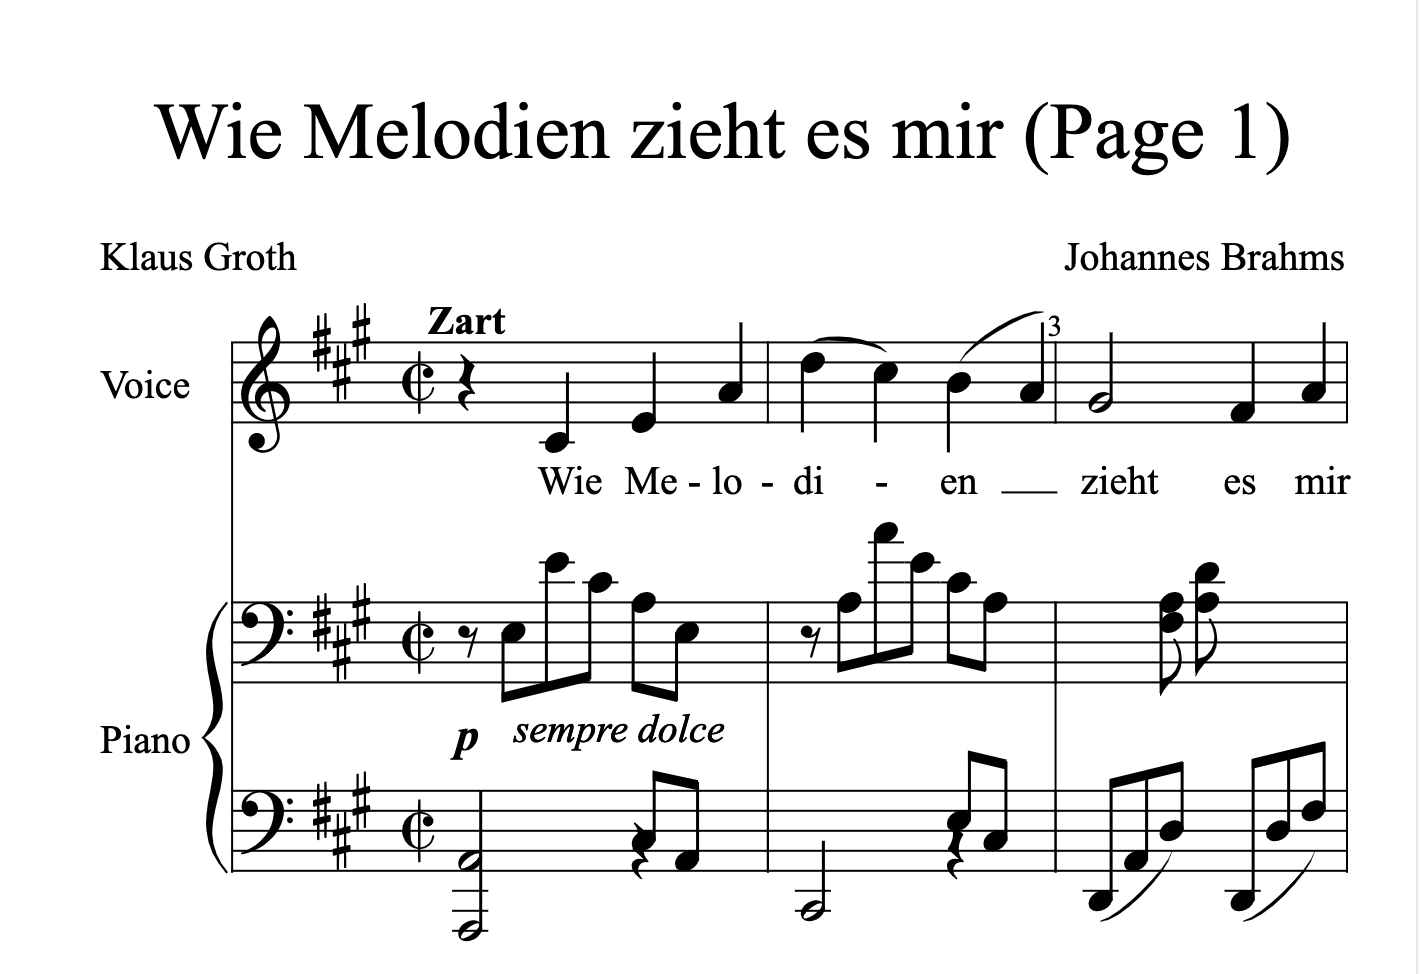 Wie Melodien zieht es mir (Page 1)
Klaus Groth
Johannes Brahms
Zart
3
Voice
Wie Me - lo - di - en __ zieht es mir
Piano
p sempre dolce